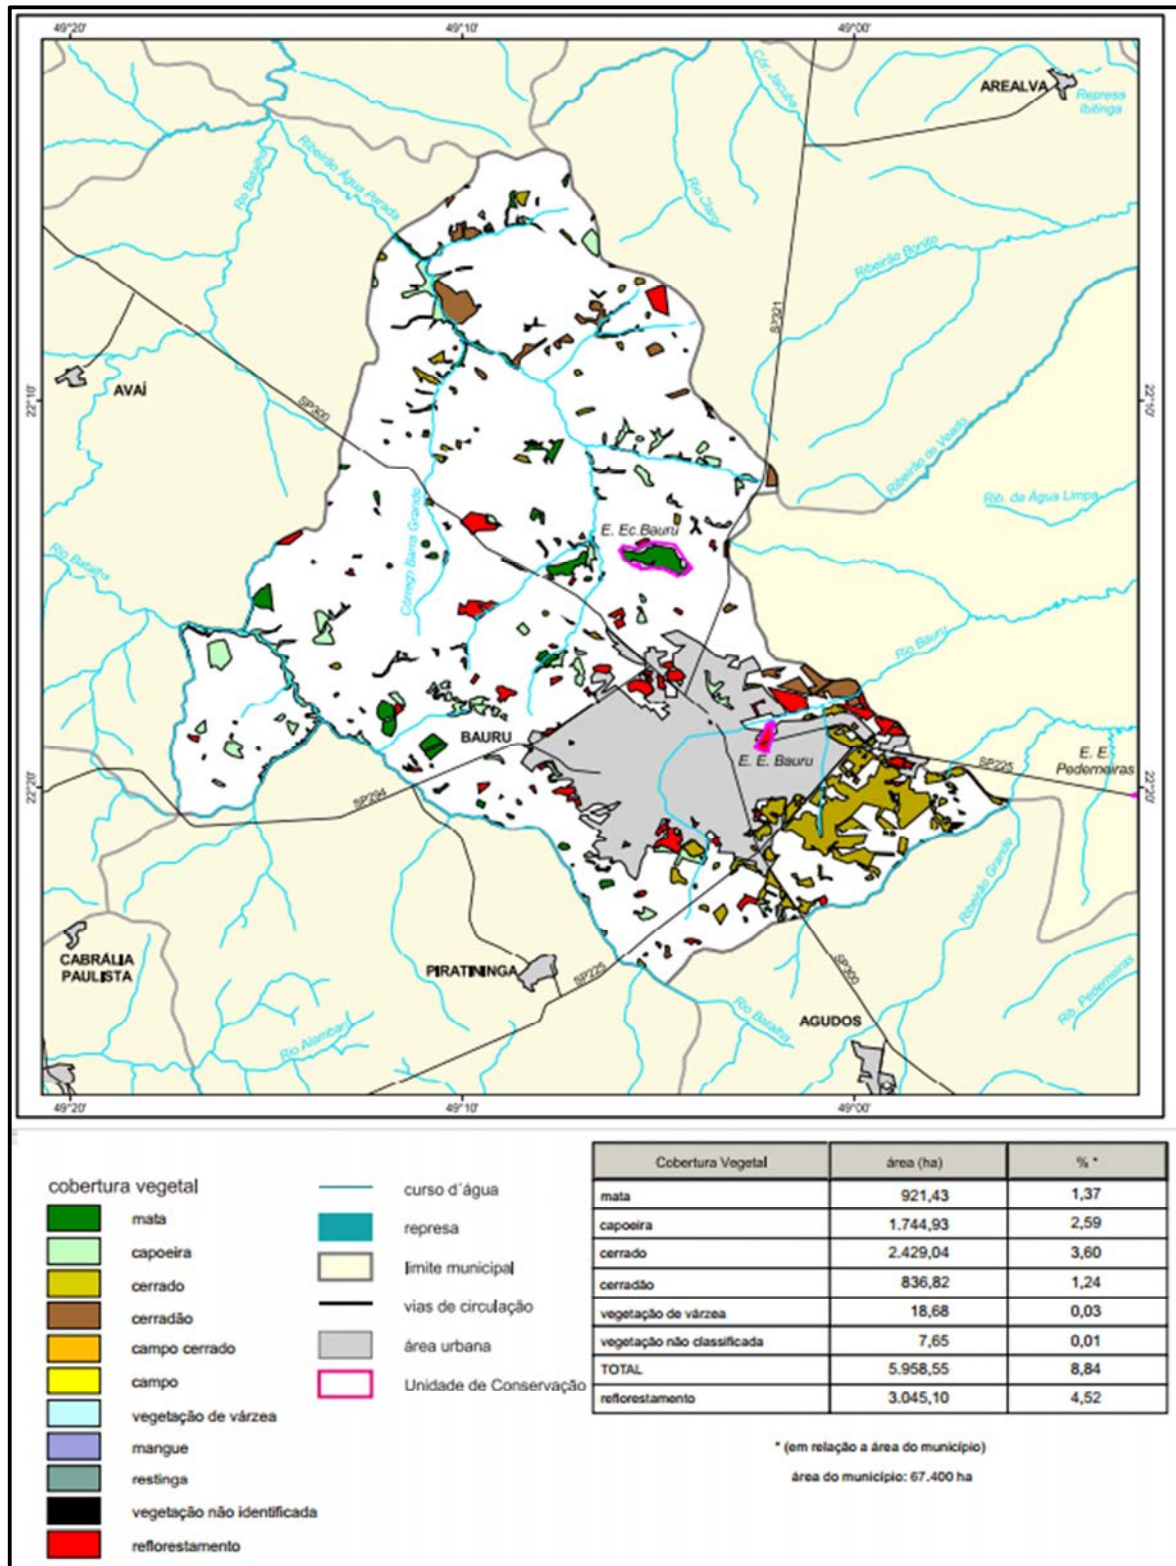 49°20'
49°10'
49°00'
AREALVA
Represa
Ibitinga
Cór. Jacuba
Rio Batalha
Ribeirão Água Parada
Rio Claro
Ribeirão Bonito
SP321
AVAÍ
22°10'
22°10'
SP300
Ribeirão do Veado
Rib. da Água Limpa
Córrego Barra Grande
E. Ec.Bauru
Rio Batalha
Rio Bauru
BAURU
E. E. Bauru
E. E.
Pederneiras
SP225
22°20'
22°20'
SP294
Ribeirão Grande
CABRÁLIA
PAULISTA
PIRATININGA
SP225
SP300
Rib. Pederneiras
Rio Batalha
AGUDOS
Rio Alambari
49°20'
49°10'
49°00'
cobertura vegetal
mata
capoeira
cerrado
cerradão
campo cerrado
campo
vegetação de várzea
mangue
restinga
vegetação não identificada
reflorestamento
curso d´água
represa
limite municipal
vias de circulação
área urbana
Unidade de Conservação
Cobertura Vegetal área (ha) % *
mata 921,43 1,37
capoeira 1.744,93 2,59
cerrado 2.429,04 3,60
cerradão 836,82 1,24
vegetação de várzea 18,68 0,03
vegetação não classificada 7,65 0,01
TOTAL 5.958,55 8,84
reflorestamento 3.045,10 4,52
* (em relação a área do município)
área do município: 67.400 ha